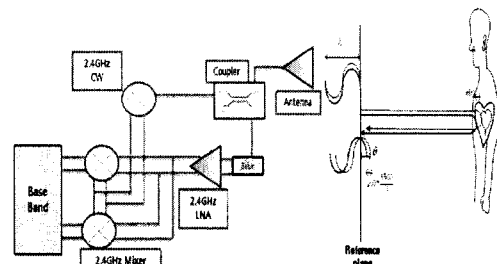 2.4GHz
CW
Coupler
Antenna
Base
Band
2.4GHz
LNA
2.4GHz Mixer
Reference
plane
θ